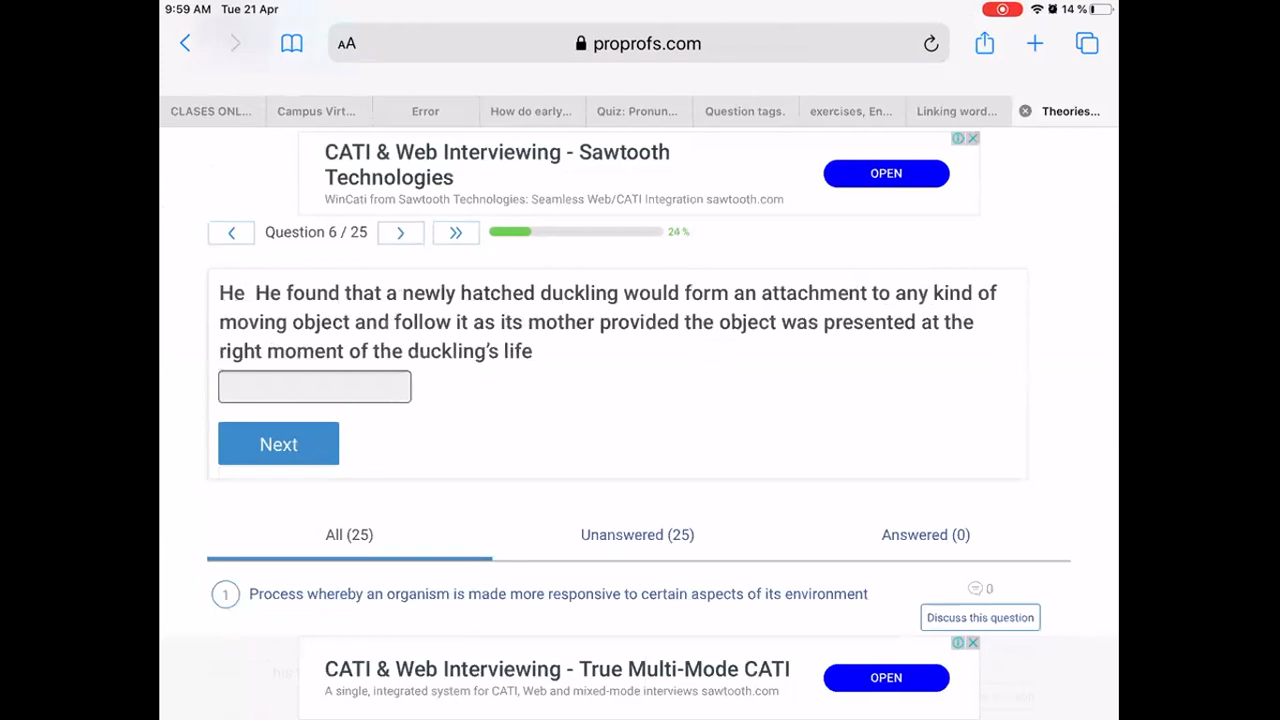 9:59 AM Tue 21 Apr
14 %
AA
proprofs.com
CLASES ONL...
Campus Virt...
Error
How do early...
Quiz: Pronun...
Question tags.
exercises, En...
Linking word...
Theories...
CATI & Web Interviewing - Sawtooth
Technologies
WinCati from Sawtooth Technologies: Seamless Web/CATI Integration sawtooth.com
OPEN
Question 6 / 25
24 %
He He found that a newly hatched duckling would form an attachment to any kind of
moving object and follow it as its mother provided the object was presented at the
right moment of the duckling's life
Next
All (25)
Unanswered (25)
Answered (0)
1 Process whereby an organism is made more responsive to certain aspects of its environment
0
Discuss this question
CATI & Web Interviewing - True Multi-Mode CATI
A single, integrated system for CATI, Web and mixed-mode interviews sawtooth.com
OPEN